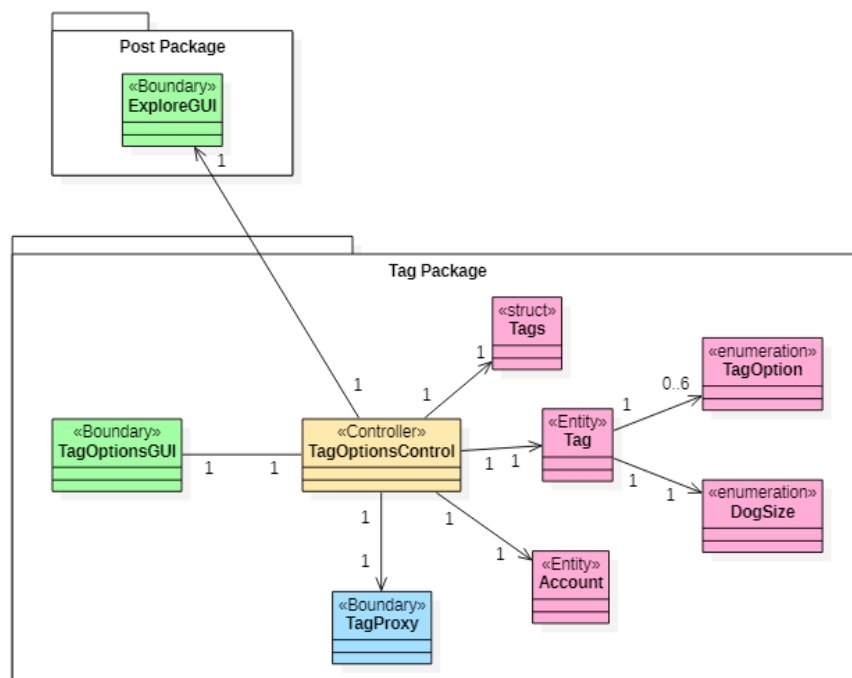 Post Package
«Boundary»
ExploreGUI
1
Tag Package
«struct»
Tags
1
1
1
«enumeration»
TagOption
0..6
1
«Boundary»
TagOptionsGUI
1
1
«Controller»
TagOptionsControl
1
1
«Entity»
Tag
1
1
«enumeration»
DogSize
1
1
1
1
«Entity»
Account
«Boundary»
TagProxy